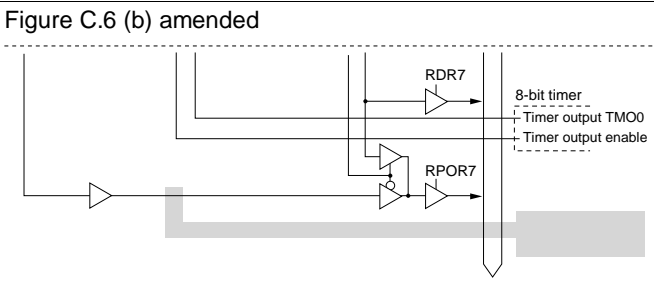 Figure C.6 (b) amended
RDR7
8-bit timer
Timer output TMO0
Timer output enable
RPOR7